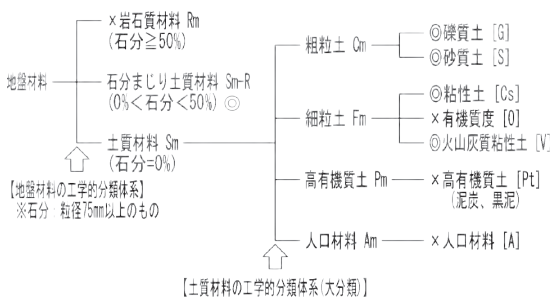 地盤材料
×岩石質材料 Rm
(石分≧50%)
石分まじり土質材料 Sm-R
(0%<石分<50%) ◎
土質材料 Sm
(石分=0%)
粗粒土 Cm
◎礫質土 [G]
◎砂質土 [S]
細粒土 Fm
◎粘性土 [Cs]
×有機質度 [O]
◎火山灰質粘性土 [V]
高有機質土 Pm
×高有機質土 [Pt]
(泥炭、黒泥)
人口材料 Am
×人口材料 [A]
【地盤材料の工学的分類体系】
※石分 粒径75mm以上のもの
【土質材料の工学的分類体系(大分類)】